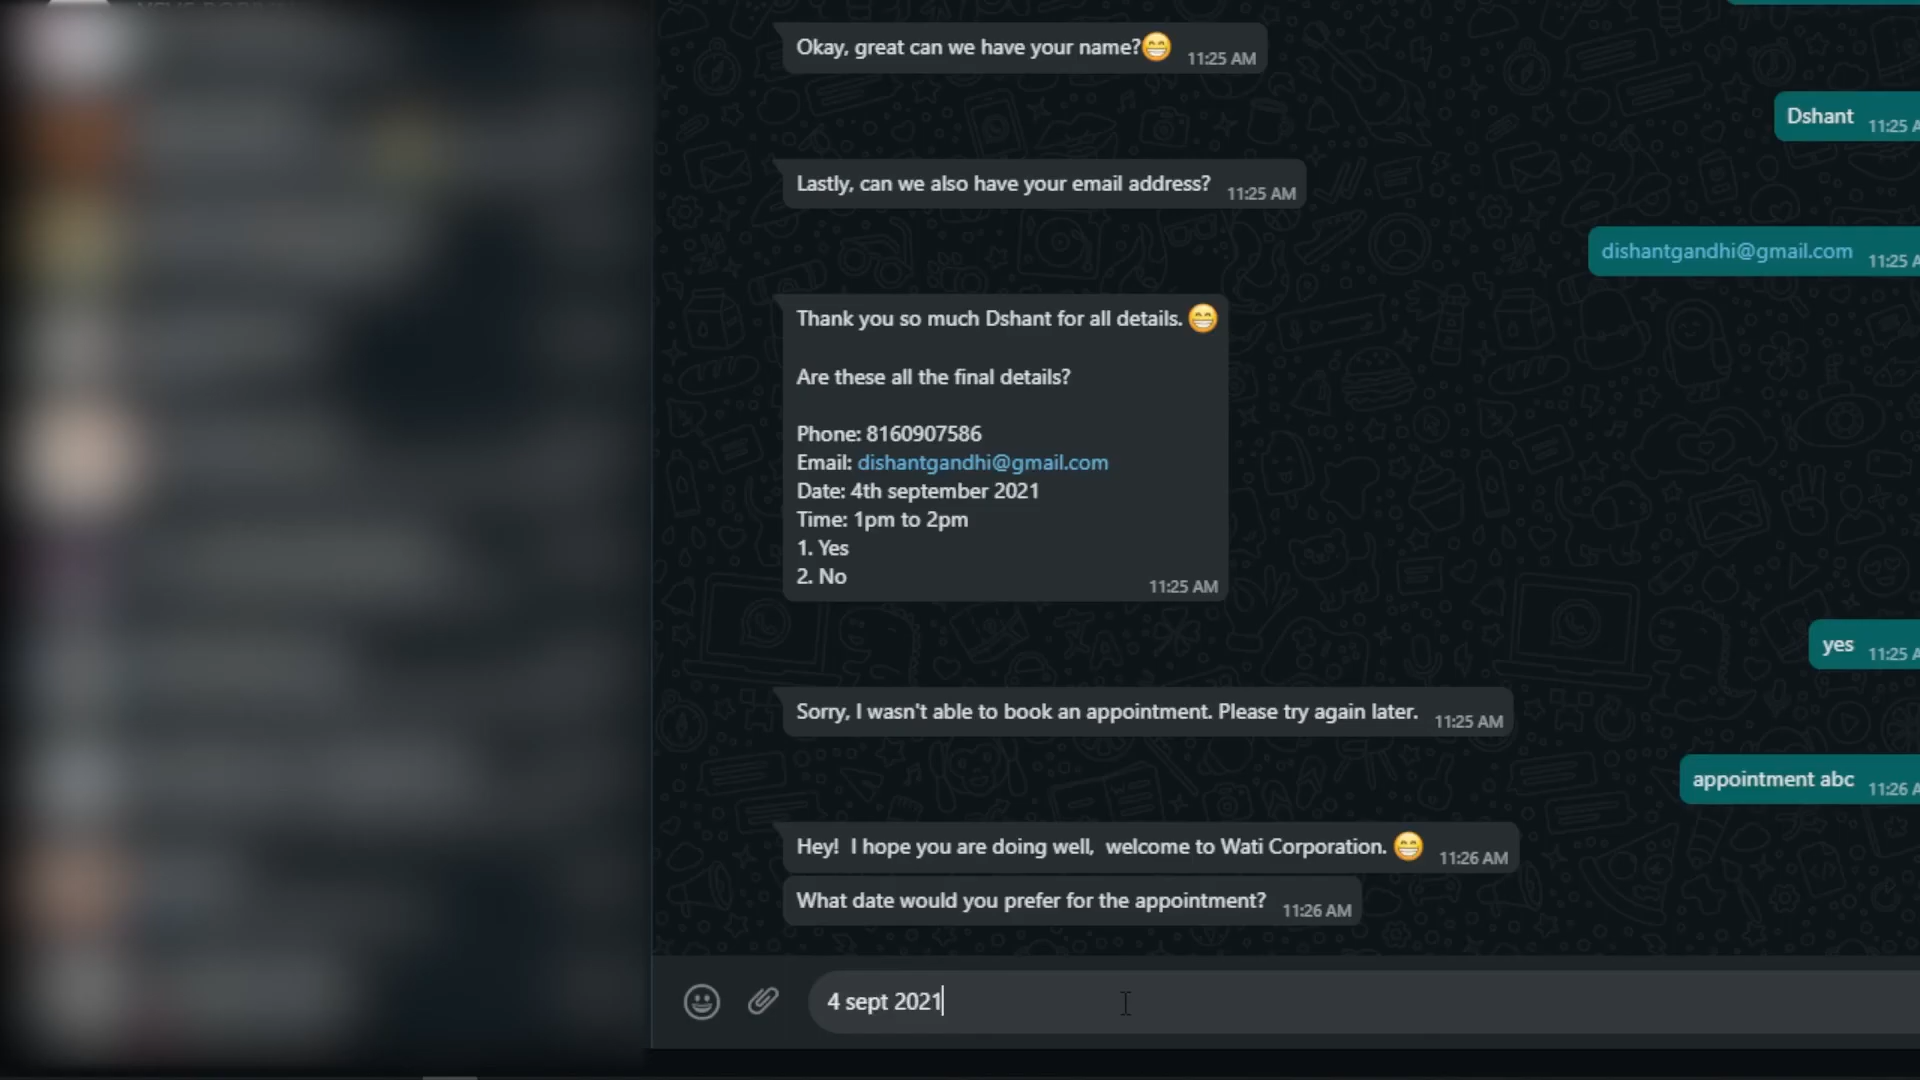 Okay, great can we have your name?😁 11:25 AM
Dshant 11:25 A
Lastly, can we also have your email address? 11:25 AM
dishantgandhi@gmail.com 11:25 A
Thank you so much Dshant for all details. 😁
Are these all the final details?
Phone: 8160907586
Email: dishantgandhi@gmail.com
Date: 4th september 2021
Time: 1pm to 2pm
1. Yes
2. No 11:25 AM
yes 11:25 A
Sorry, I wasn't able to book an appointment. Please try again later. 11:25 AM
appointment abc 11:26 A
Hey!  I hope you are doing well,  welcome to Wati Corporation. 😁 11:26 AM
What date would you prefer for the appointment? 11:26 AM
4 sept 2021